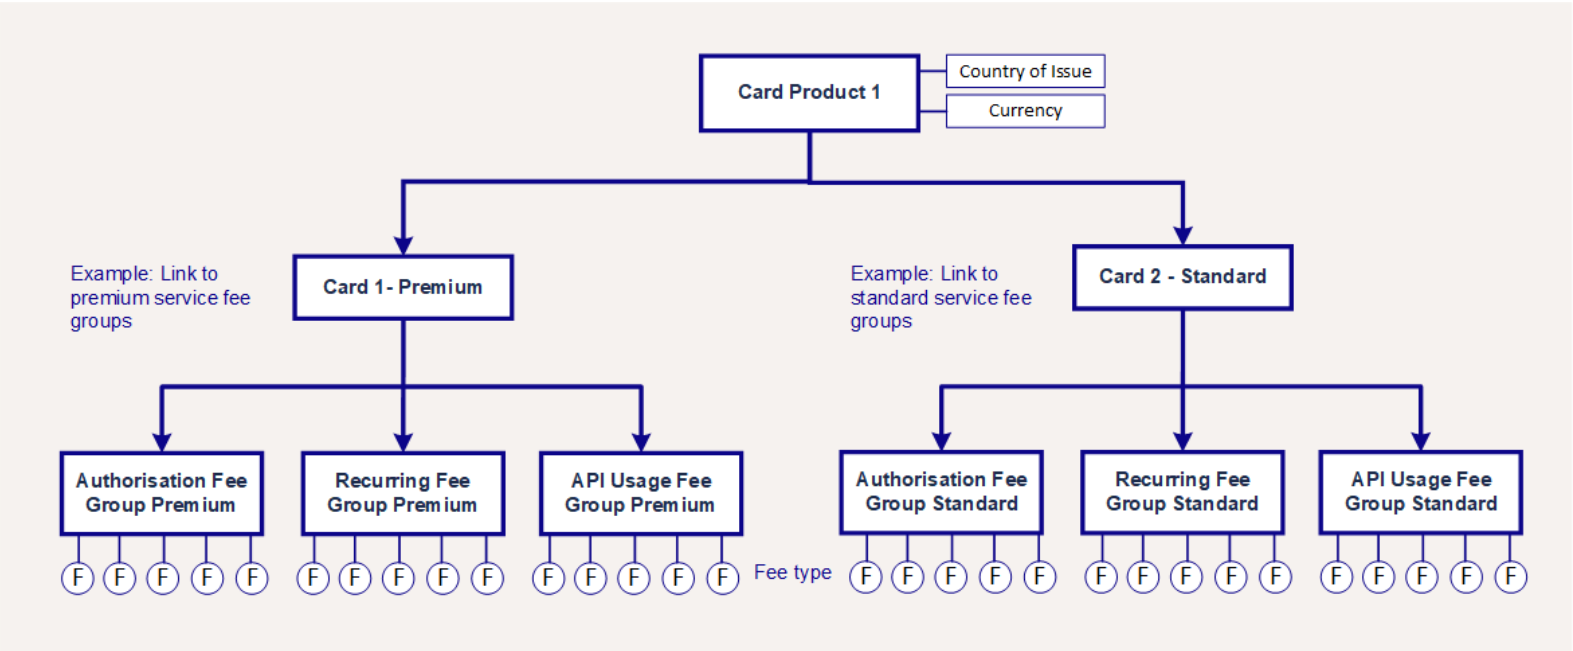 Card Product 1
Country of Issue
Currency
Example: Link to
premium service fee
groups
Card 1- Premium
Example: Link to
standard service fee
groups
Card 2 - Standard
Authorisation Fee
Group Premium
Recurring Fee
Group Premium
API Usage Fee
Group Premium
Authorisation Fee
Group Standard
Recurring Fee
Group Standard
API Usage Fee
Group Standard
F F F F F
F F F F F
F F F F F
Fee type
F F F F F
F F F F F
F F F F F